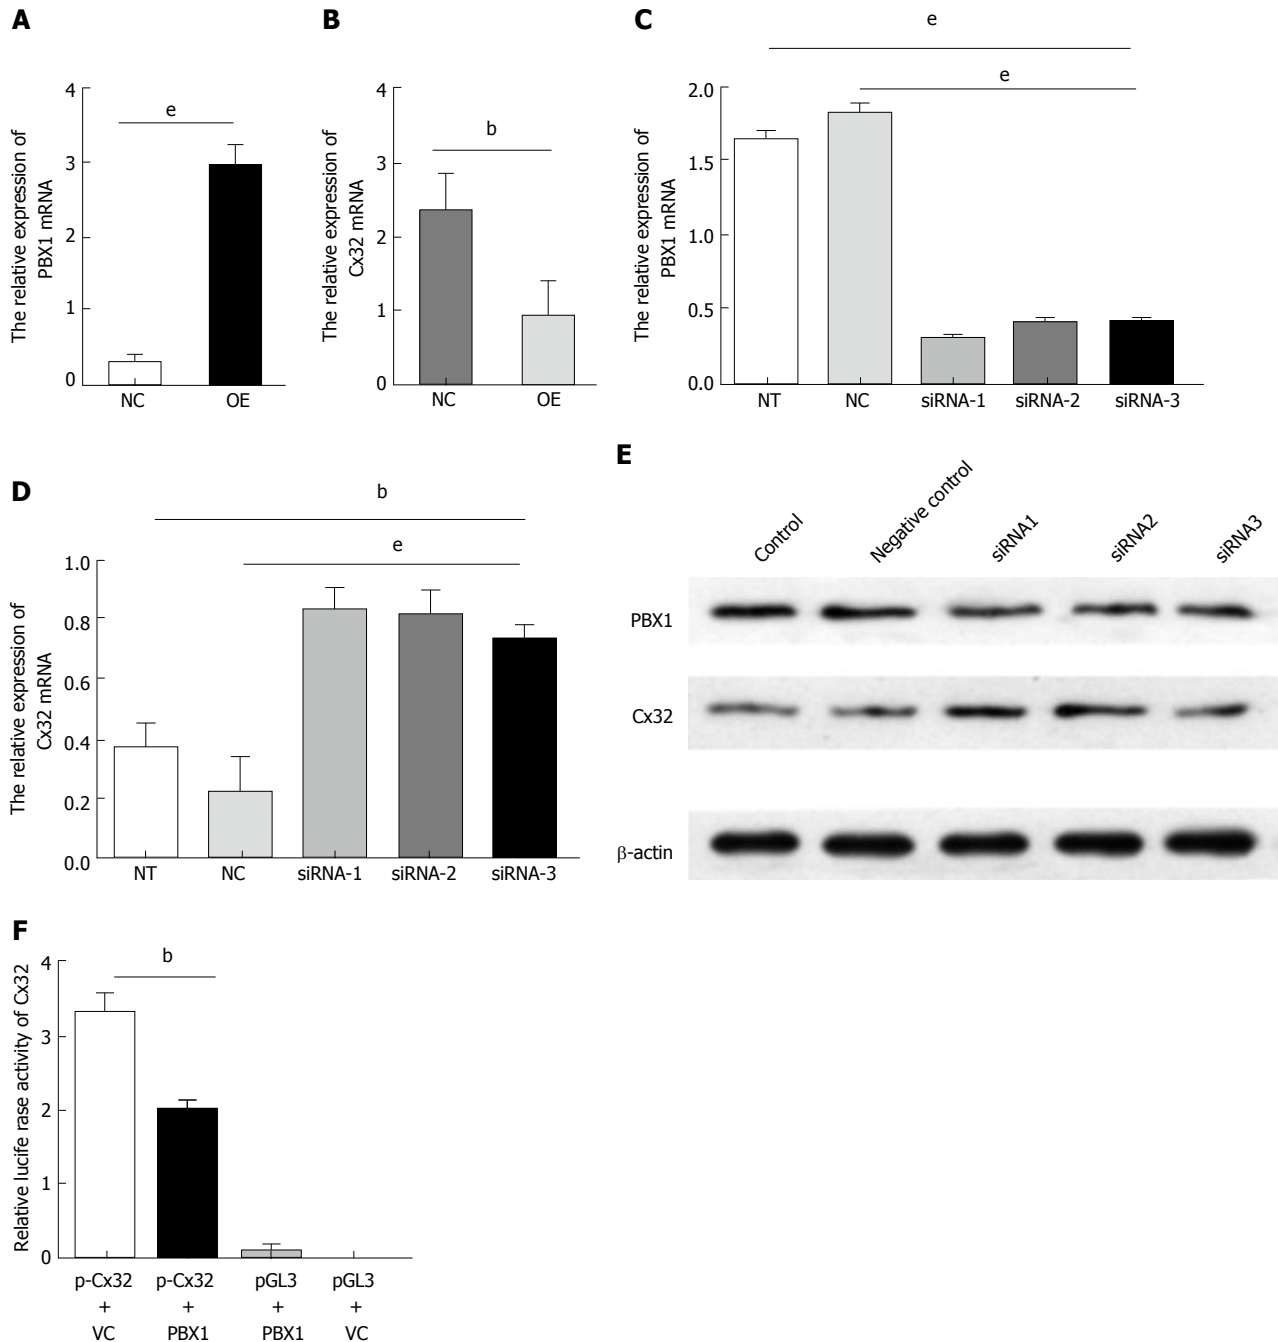 A
The relative expression of
PBX1 mRNA
4
3
2
1
0
e
NC OE
B
The relative expression of
Cx32 mRNA
4
3
2
1
0
b
NC OE
C
The relative expression of
PBX1 mRNA
2.0
1.5
1.0
0.5
0.0
e
e
NT NC siRNA-1 siRNA-2 siRNA-3
D
The relative expression of
Cx32 mRNA
1.0
0.8
0.6
0.4
0.2
0.0
b
e
NT NC siRNA-1 siRNA-2 siRNA-3
E
Control Negative control siRNA1 siRNA2 siRNA3
PBX1
Cx32
β-actin
F
Relative lucife rase activity of Cx32
4
3
2
1
0
b
p-Cx32 p-Cx32 pGL3 pGL3
+ + + +
VC PBX1 PBX1 VC